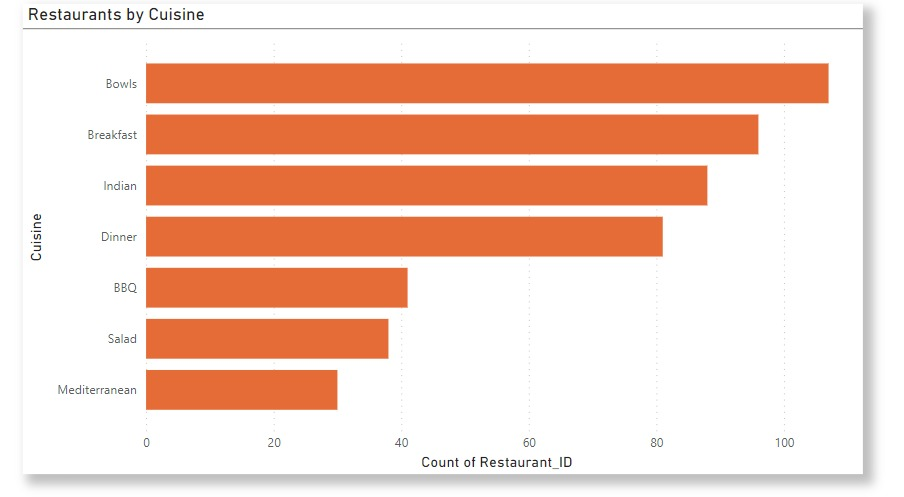 Restaurants by Cuisine
Cuisine
Bowls
Breakfast
Indian
Dinner
BBQ
Salad
Mediterranean
0 20 40 60 80 100
Count of Restaurant_ID